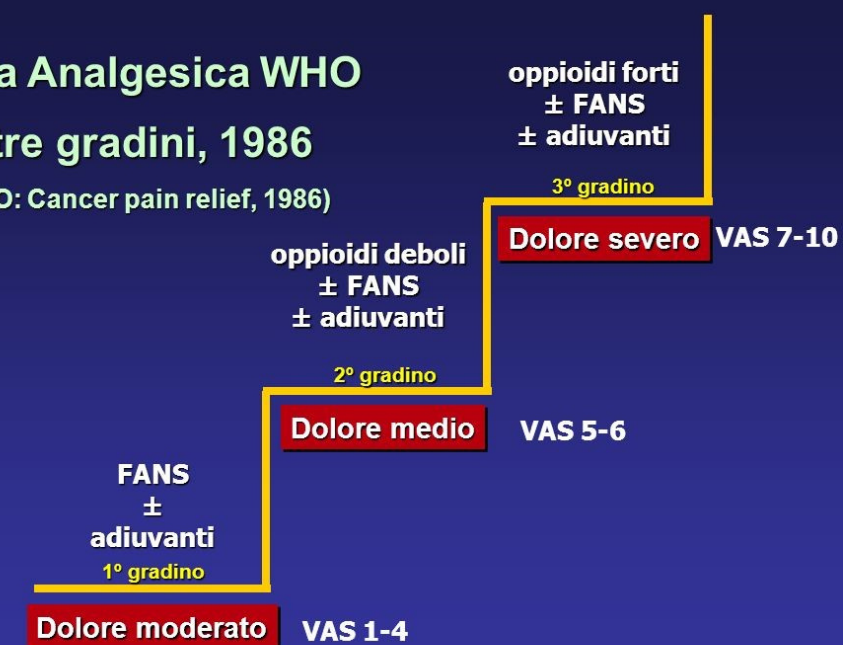 a Analgesica WHO
tre gradini, 1986
O: Cancer pain relief, 1986)
oppioidi forti
± FANS
± adiuvanti
3º gradino
Dolore severo VAS 7-10
oppioidi deboli
± FANS
± adiuvanti
2º gradino
Dolore medio VAS 5-6
FANS
±
adiuvanti
1º gradino
Dolore moderato VAS 1-4